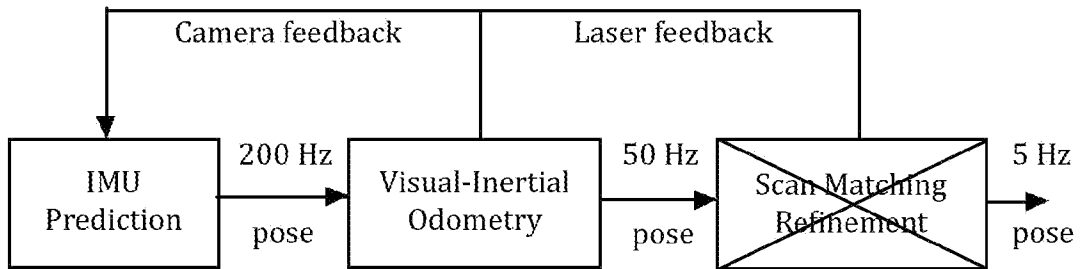 Camera feedback
Laser feedback
IMU
Prediction
200 Hz
pose
Visual-Inertial
Odometry
50 Hz
pose
Scan Matching
Refinement
5 Hz
pose